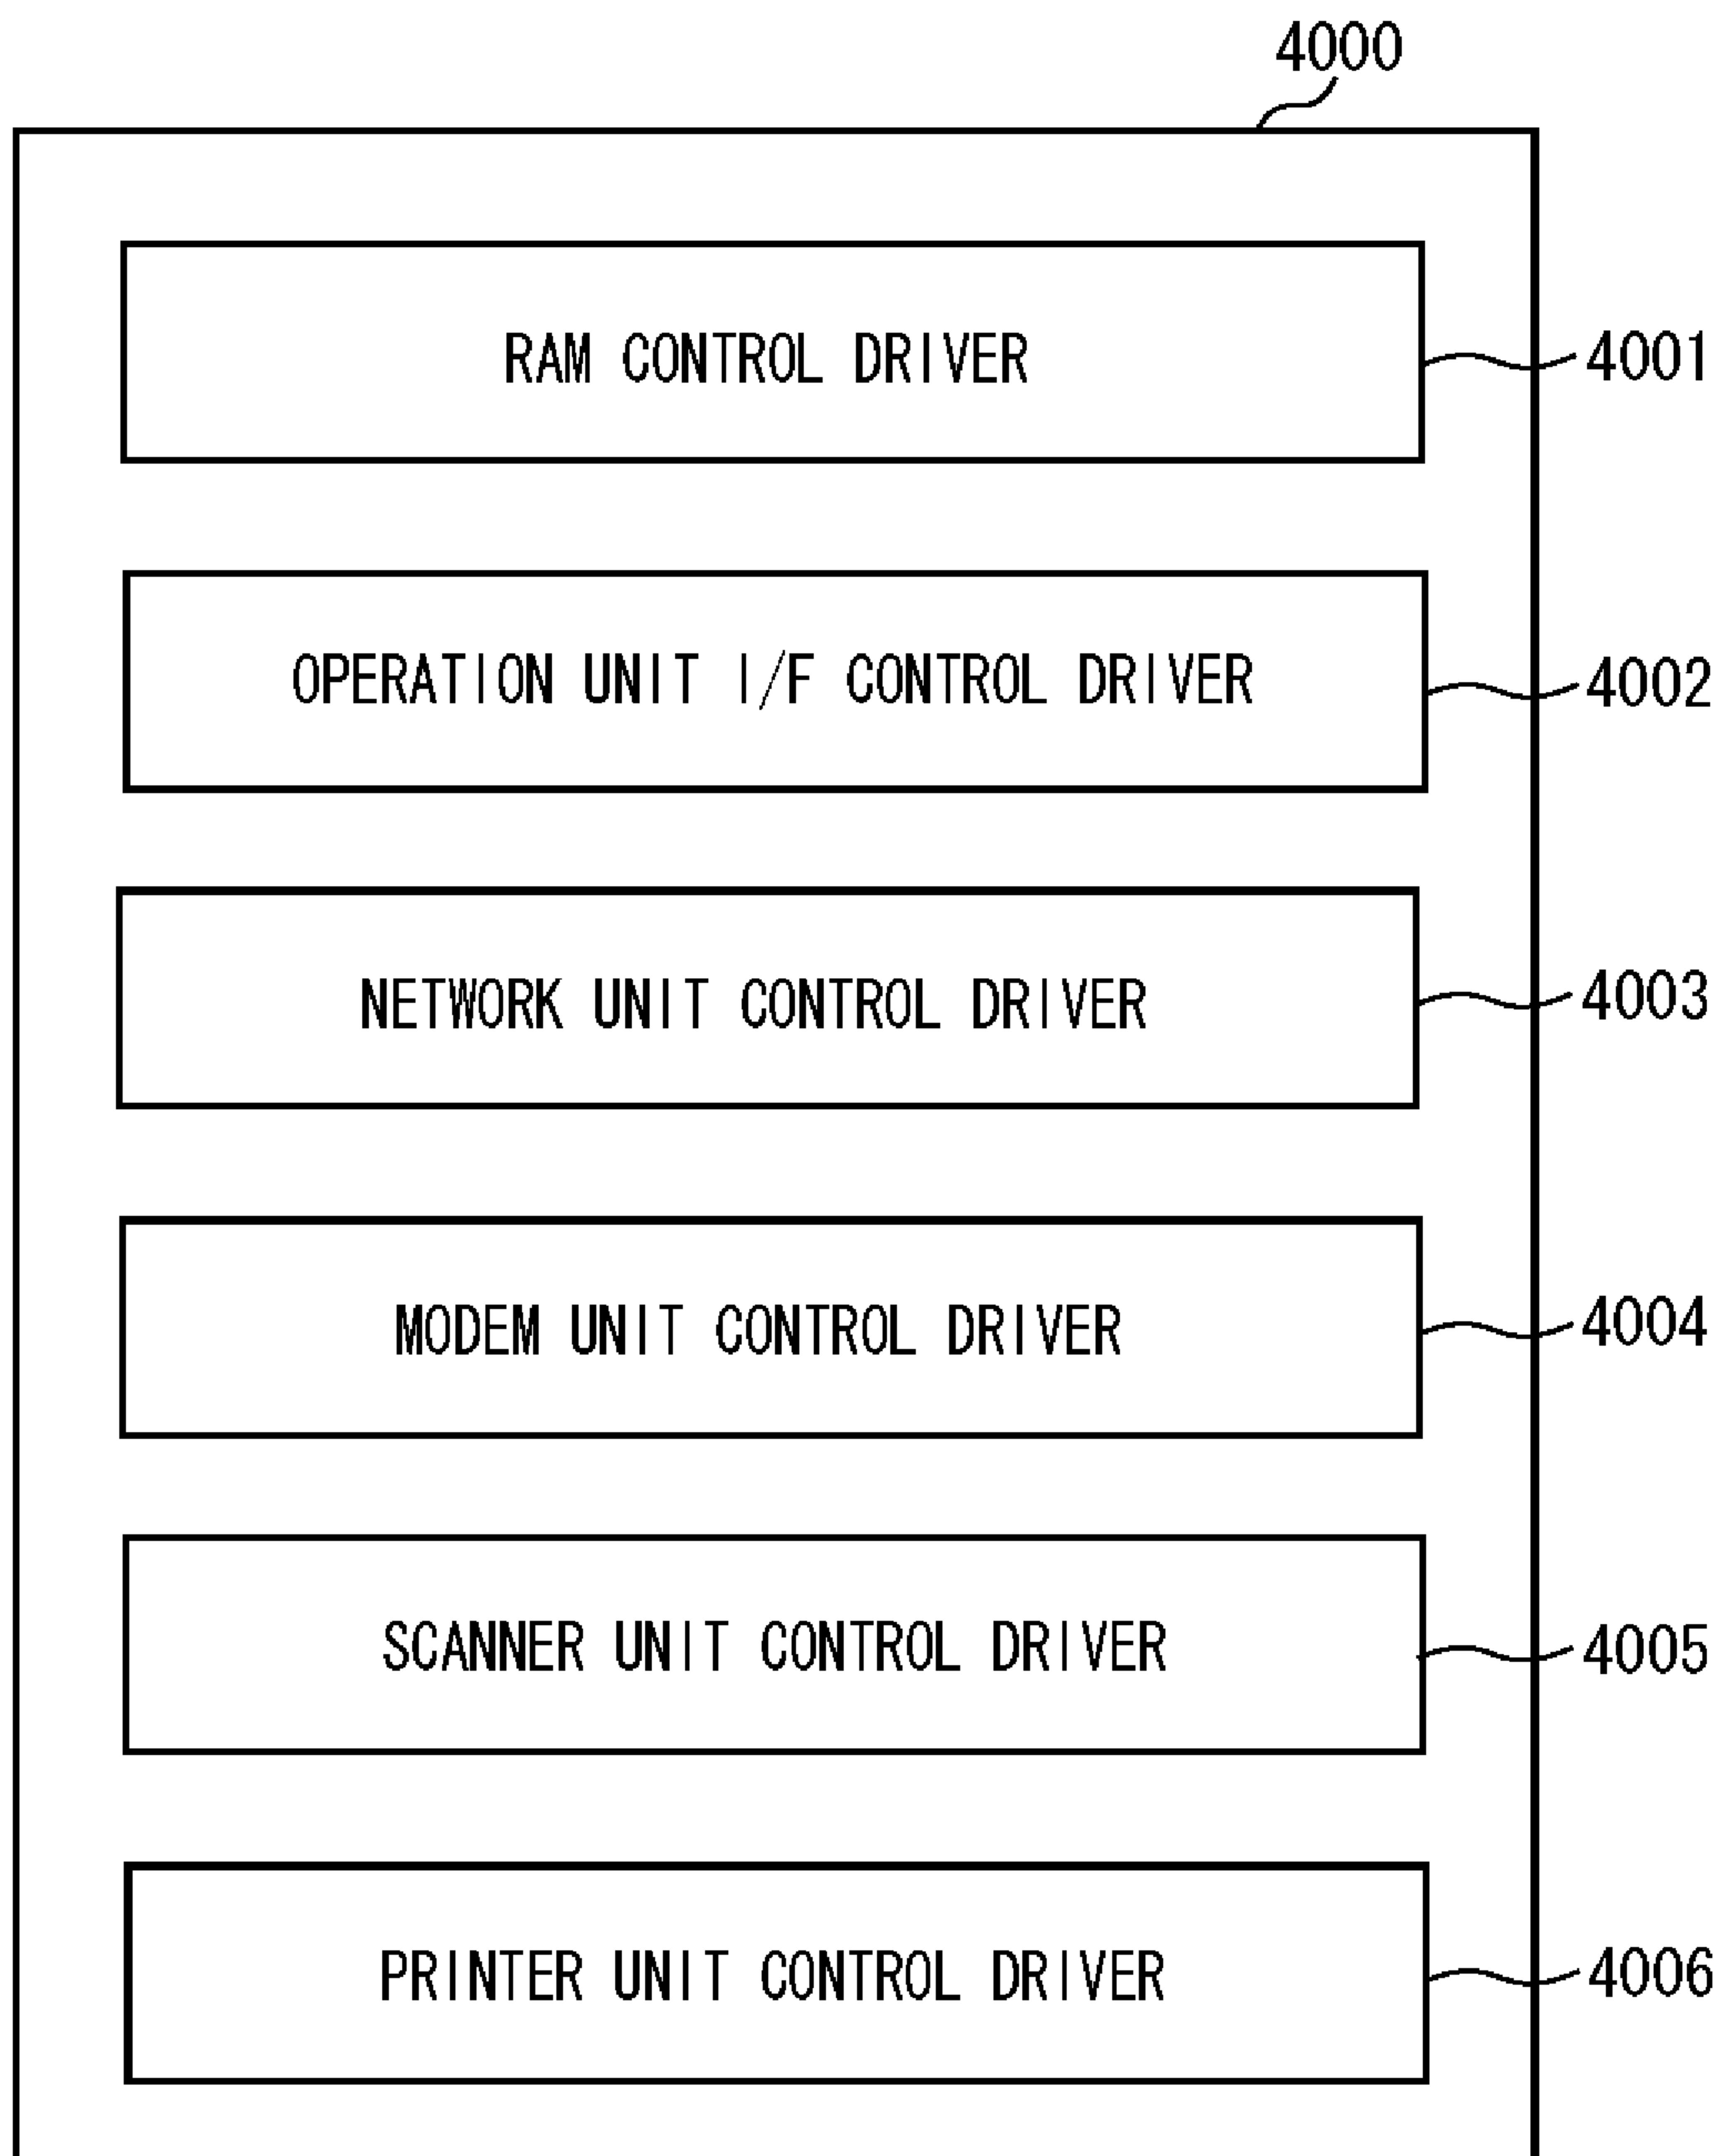 4000
RAM CONTROL DRIVER 4001
OPERATION UNIT I/F CONTROL DRIVER 4002
NETWORK UNIT CONTROL DRIVER 4003
MODEM UNIT CONTROL DRIVER 4004
SCANNER UNIT CONTROL DRIVER 4005
PRINTER UNIT CONTROL DRIVER 4006